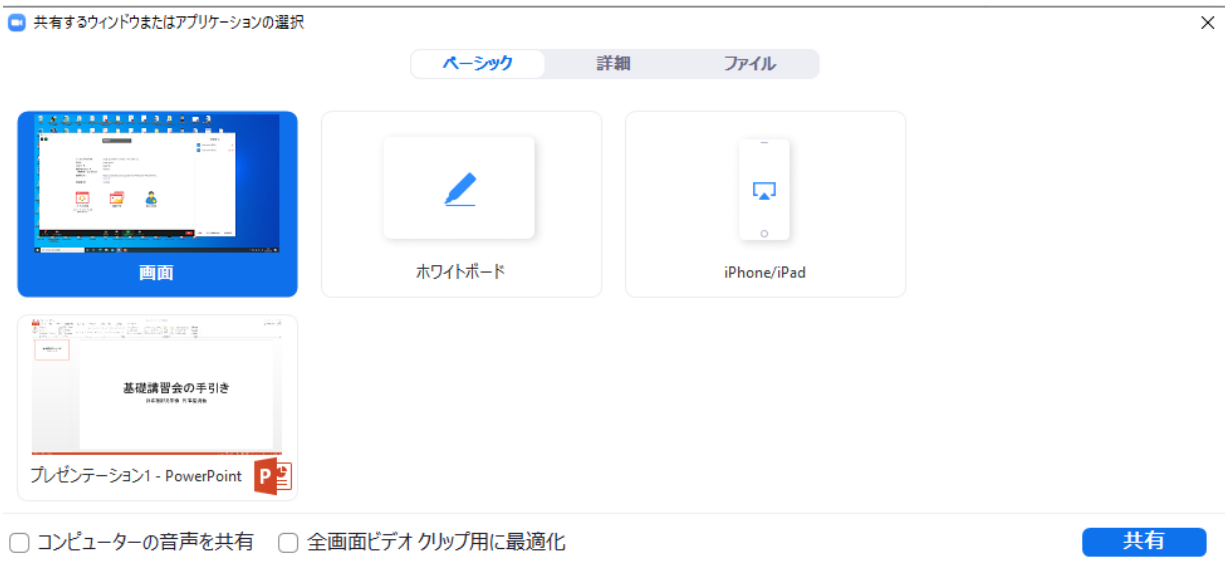 共有するウィンドウまたはアプリケーションの選択
ベーシック 詳細 ファイル
画面
ホワイトボード
iPhone/iPad
基礎講習会の手引き
プレゼンテーション1 - PowerPoint
P
コンピューターの音声を共有 全画面ビデオ クリップ用に最適化 共有